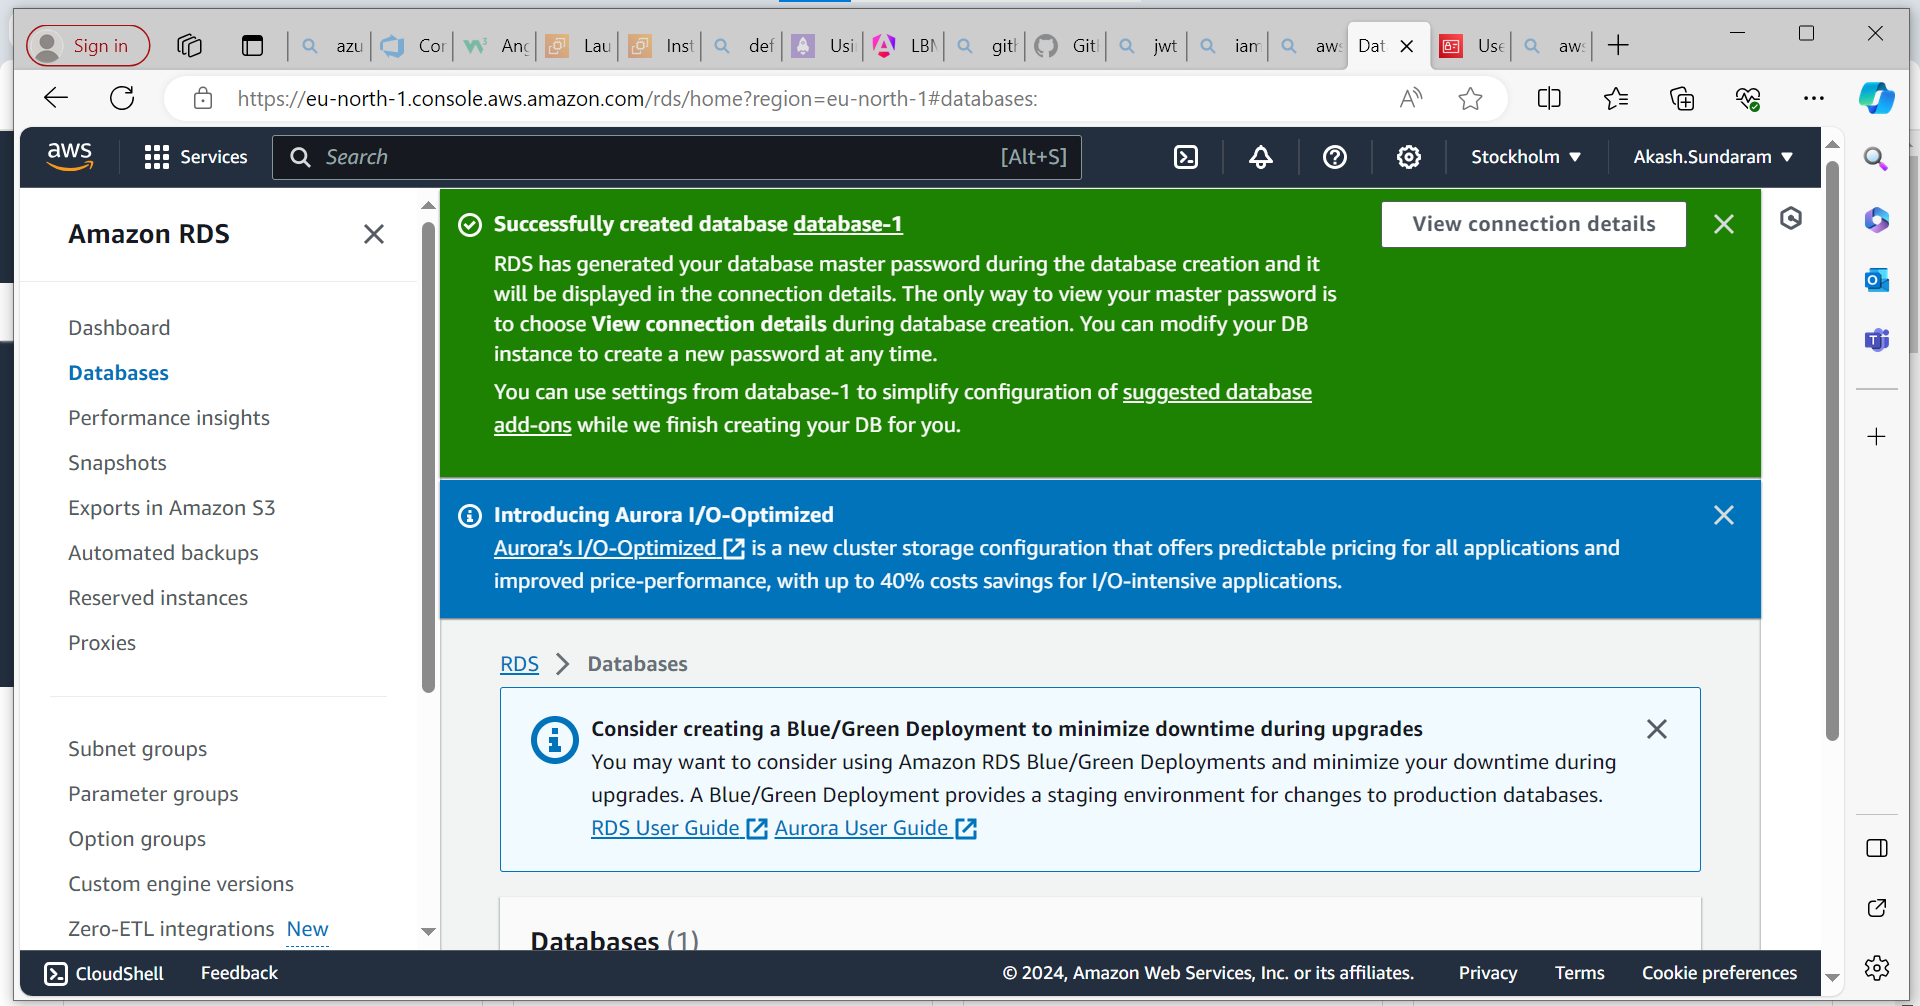 Sign in
azu
Cor
Ang
Lau
Inst
def
Usi
LBM
gith
Gitl
jwt
iam
aws
Dat
Use
aws
https://eu-north-1.console.aws.amazon.com/rds/home?region=eu-north-1#databases:
aws
Services
Search
[Alt+S]
Stockholm
Akash.Sundaram
Amazon RDS
Dashboard
Databases
Performance insights
Snapshots
Exports in Amazon S3
Automated backups
Reserved instances
Proxies
Subnet groups
Parameter groups
Option groups
Custom engine versions
Zero-ETL integrations New
Successfully created database database-1
View connection details
RDS has generated your database master password during the database creation and it
will be displayed in the connection details. The only way to view your master password is
to choose View connection details during database creation. You can modify your DB
instance to create a new password at any time.
You can use settings from database-1 to simplify configuration of suggested database
add-ons while we finish creating your DB for you.
Introducing Aurora I/O-Optimized
Aurora's I/O-Optimized is a new cluster storage configuration that offers predictable pricing for all applications and
improved price-performance, with up to 40% costs savings for I/O-intensive applications.
RDS
Databases
Consider creating a Blue/Green Deployment to minimize downtime during upgrades
You may want to consider using Amazon RDS Blue/Green Deployments and minimize your downtime during
upgrades. A Blue/Green Deployment provides a staging environment for changes to production databases.
RDS User Guide Aurora User Guide
Databases (1)
CloudShell
Feedback
© 2024, Amazon Web Services, Inc. or its affiliates.
Privacy
Terms
Cookie preferences